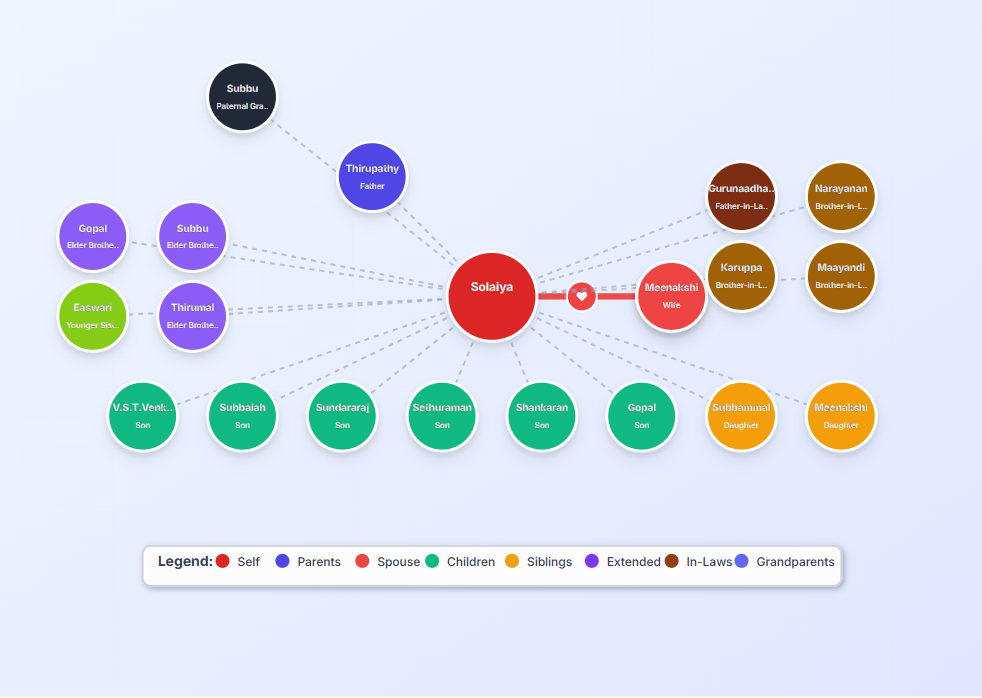 Subbu
Paternal Gra..
Thirupathy
Father
Gurunaadha..
Father-in-La..
Narayanan
Brother-in-L..
Gopal
Elder Brothe..
Subbu
Elder Brothe..
Karuppa
Brother-in-L..
Maayandi
Brother-in-L..
Solaiya
Meenakshi
Wife
Easwari
Younger Sis..
Thirumal
Elder Brothe..
V.S.T.Venk..
Son
Subbaiah
Son
Sundararaj
Son
Sethuraman
Son
Shankaran
Son
Gopal
Son
Subbammal
Daughter
Meenakshi
Daughter
Legend: Self Parents Spouse Children Siblings Extended In-Laws Grandparents